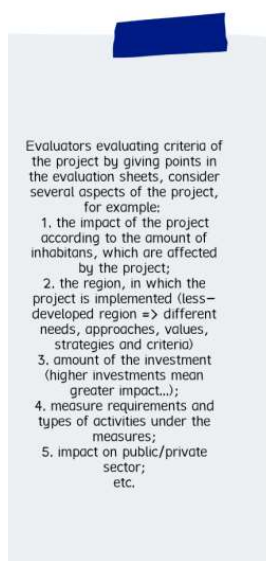 Evaluators evaluating criteria of
the project by giving points in
the evaluation sheets, consider
several aspects of the project,
for example:
1. the impact of the project
according to the amount of
inhabitans, which are affected
by the project;
2. the region, in which the
project is implemented (less-
developed region => different
needs, approaches, values,
strategies and criteria)
3. amount of the investment
(higher investments mean
greater impact...);
4. measure requirements and
types of activities under the
measures;
5. impact on public/private
sector;
etc.